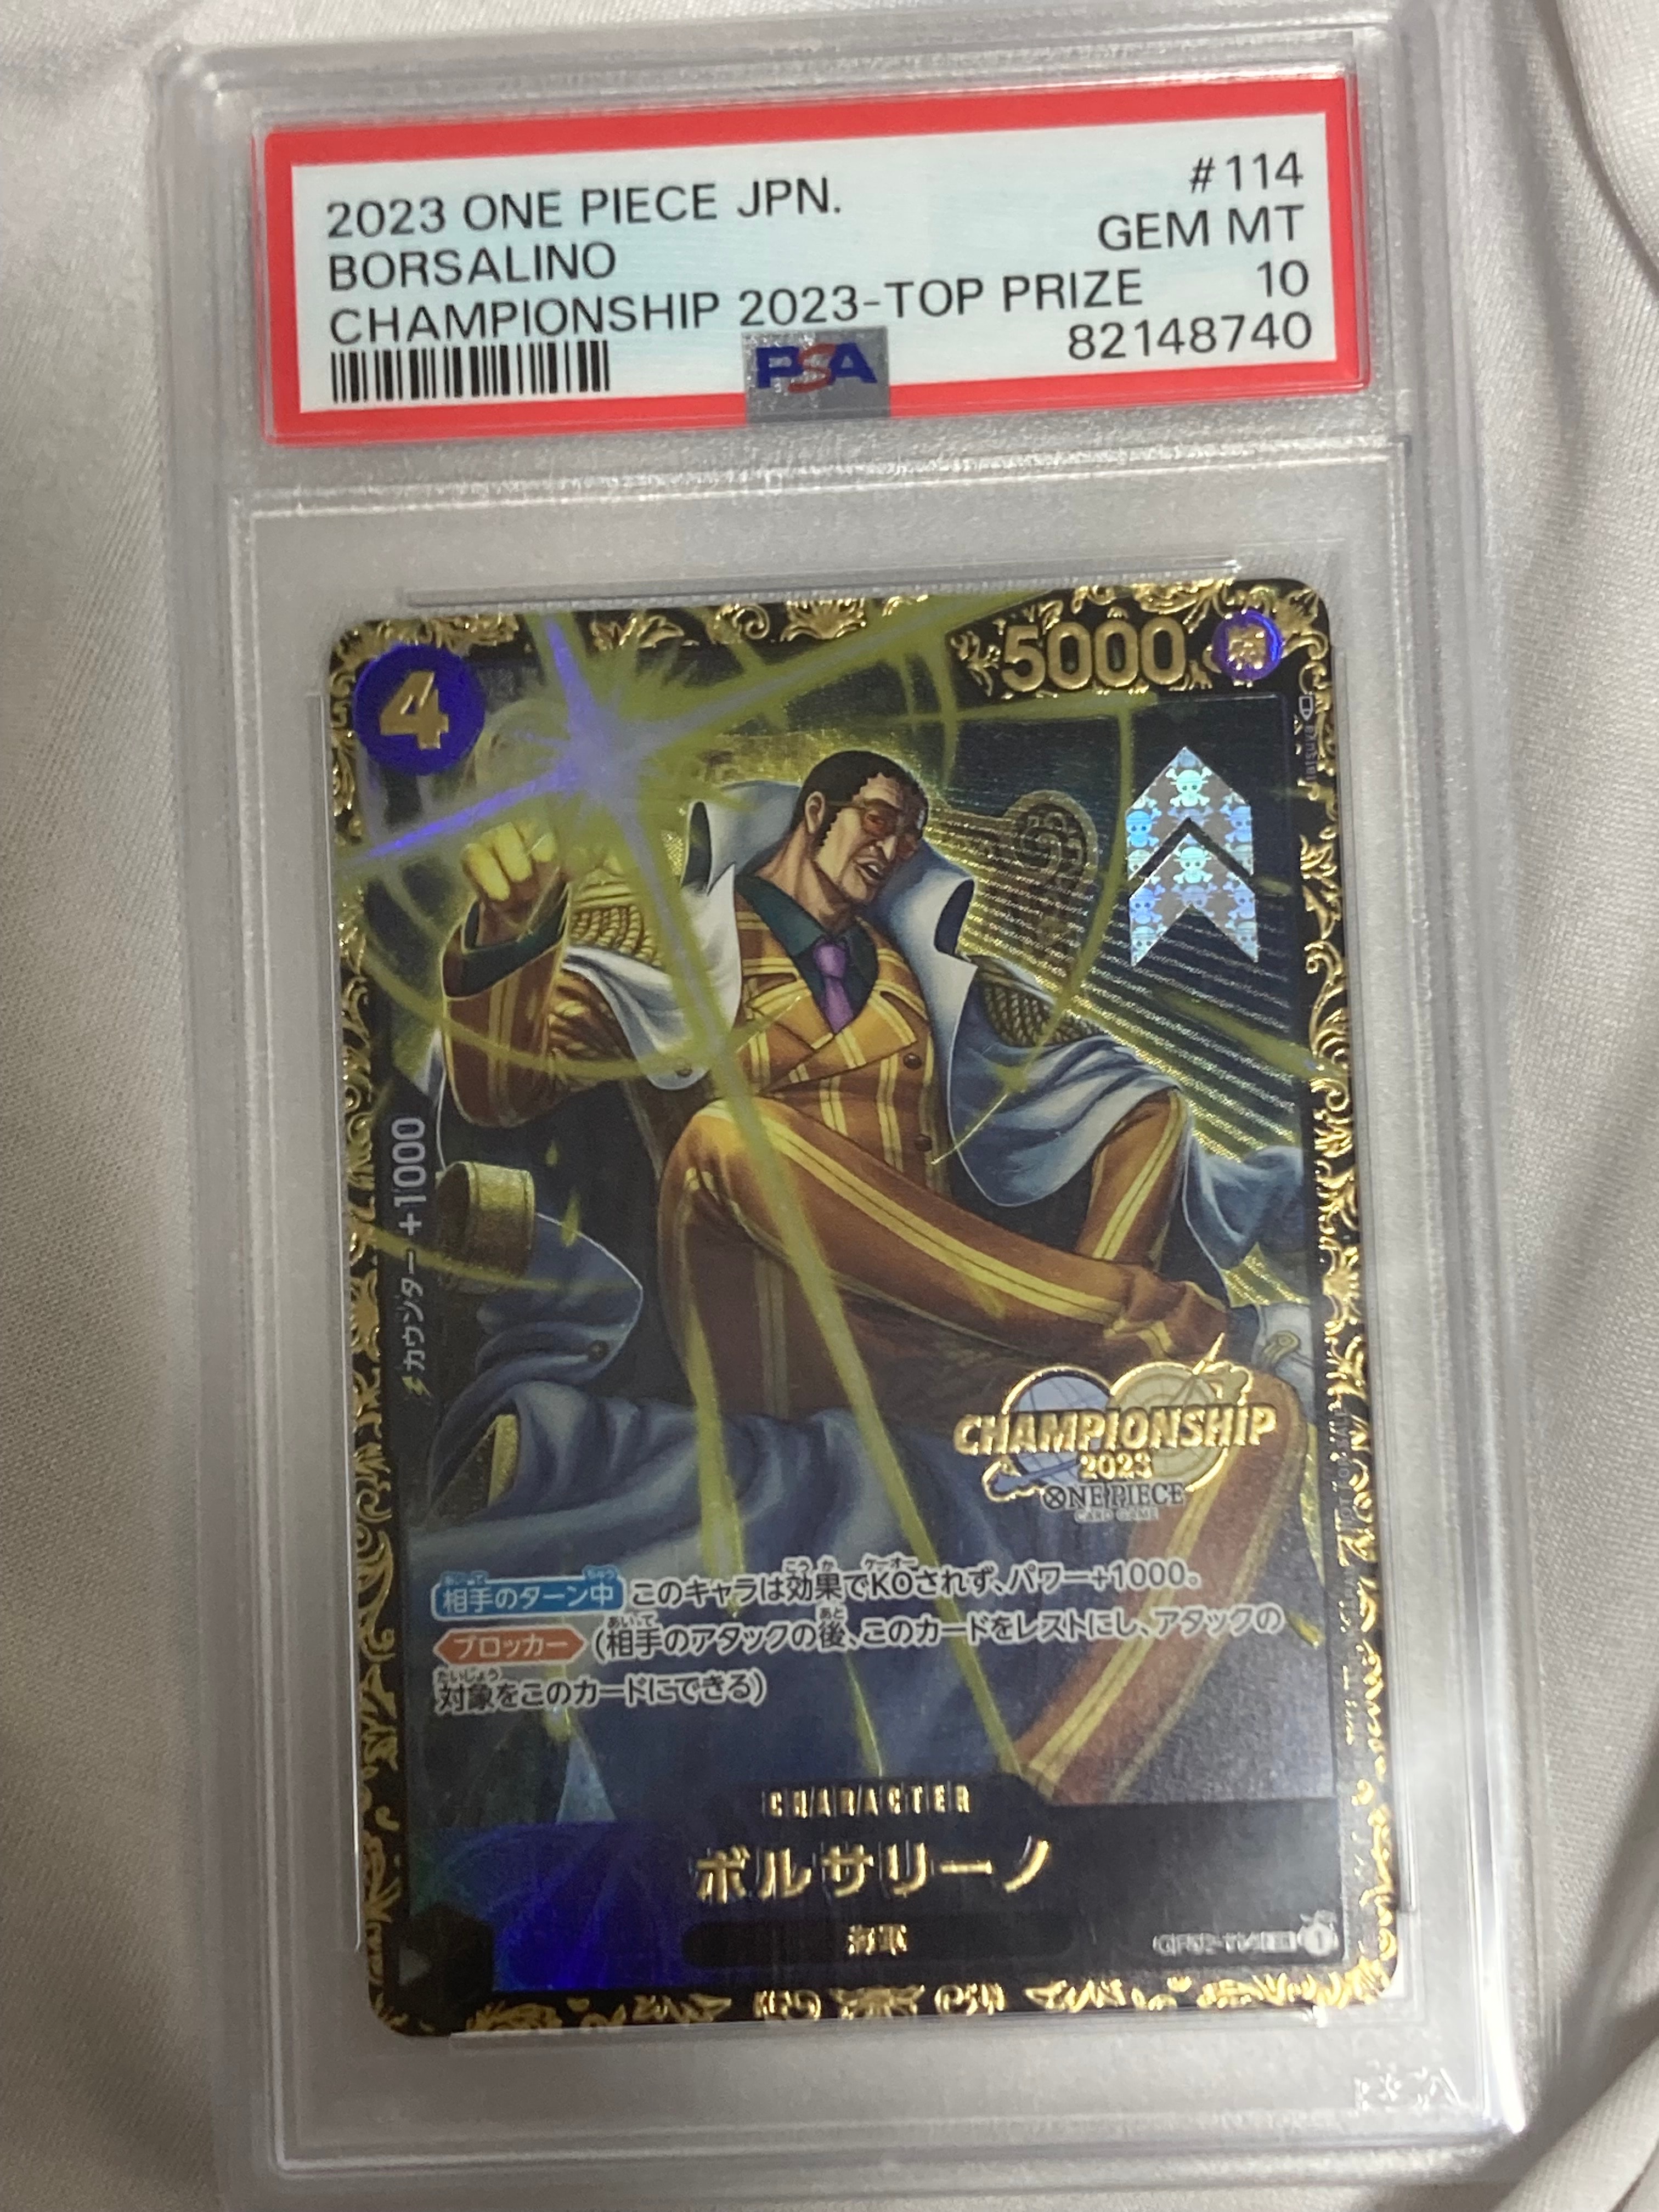 2023 ONE PIECE JPN. #114
BORSALINO GEM MT
CHAMPIONSHIP 2023-TOP PRIZE 10
82148740
PSA
4
5000
カウンター +1000
CHAMPIONSHIP
2023
ONE PIECE
CARD GAME
相手のターン中 このキャラは効果でKOされず、パワー+1000。
ブロッカー (相手のアタックの後、このカードをレストにし、アタックの
対象をこのカードにできる)
CHARACTER
ボルサリーノ
海軍
1
PSA